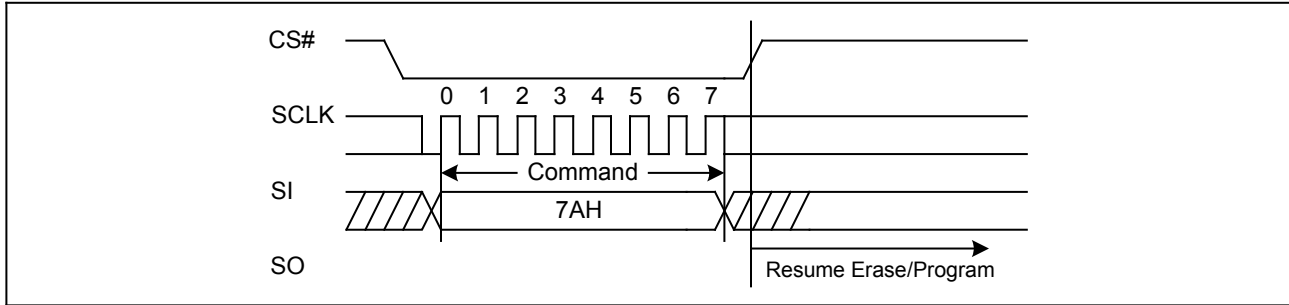 CS#
0 1 2 3 4 5 6 7
SCLK
Command
SI
7AH
SO
Resume Erase/Program